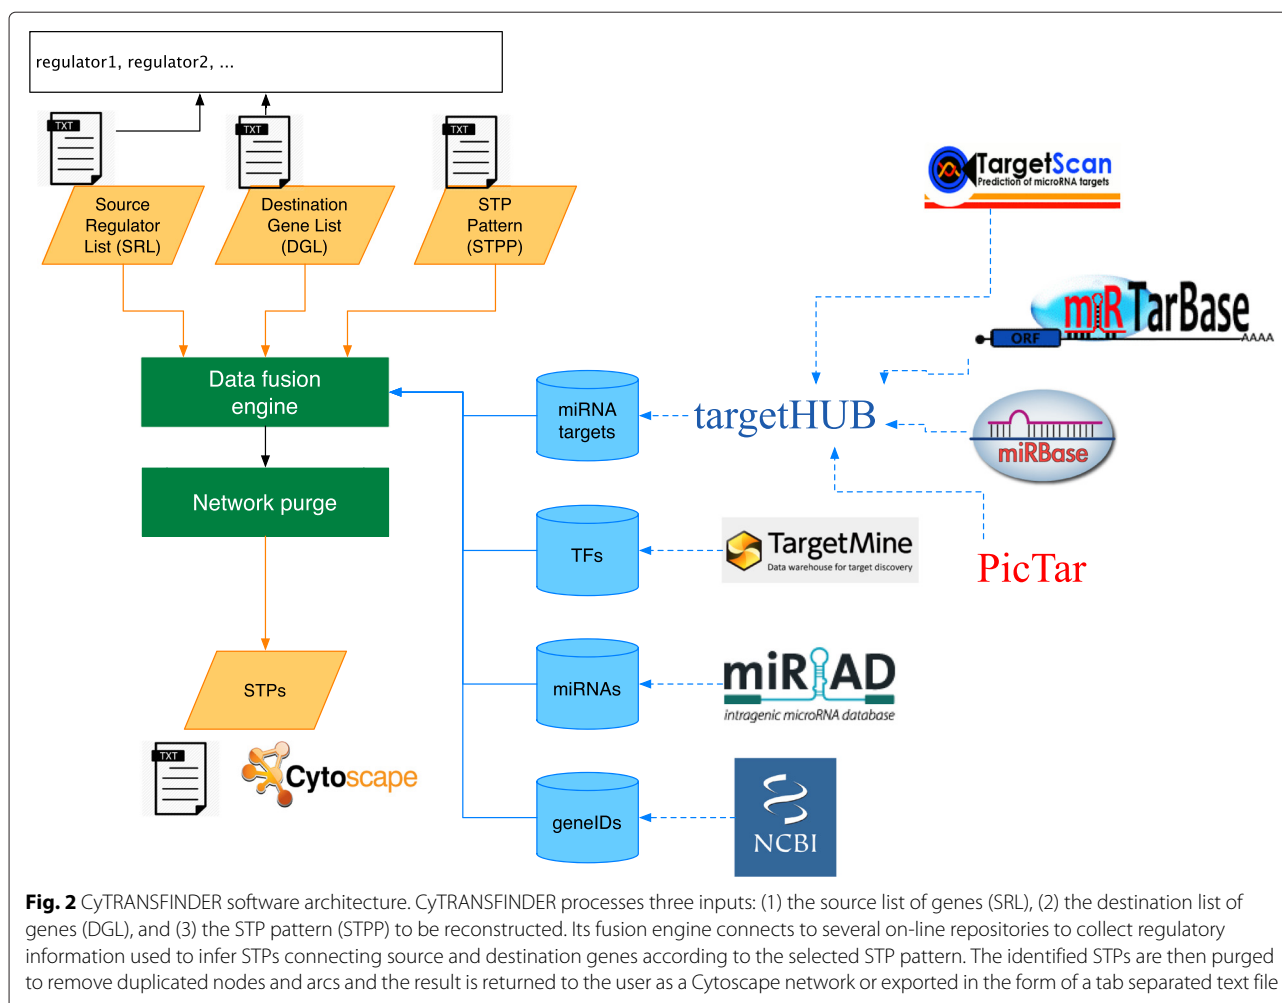 regulator1, regulator2, ...
TXT
TXT
TXT
Source
Regulator
List (SRL)
Destination
Gene List
(DGL)
STP
Pattern
(STPP)
TargetScan
Prediction of microRNA targets
miRTarBase
ORF
AAAA
Data fusion
engine
miRNA
targets
targetHUB
miRBase
Network purge
TFs
TargetMine
Data warehouse for target discovery
PicTar
STPs
miRNAs
miRIAD
intragenic microRNA database
TXT
Cytoscape
geneIDs
NCBI
Fig. 2 CyTRANSFINDER software architecture. CyTRANSFINDER processes three inputs: (1) the source list of genes (SRL), (2) the destination list of
genes (DGL), and (3) the STP pattern (STPP) to be reconstructed. Its fusion engine connects to several on-line repositories to collect regulatory
information used to infer STPs connecting source and destination genes according to the selected STP pattern. The identified STPs are then purged
to remove duplicated nodes and arcs and the result is returned to the user as a Cytoscape network or exported in the form of a tab separated text file